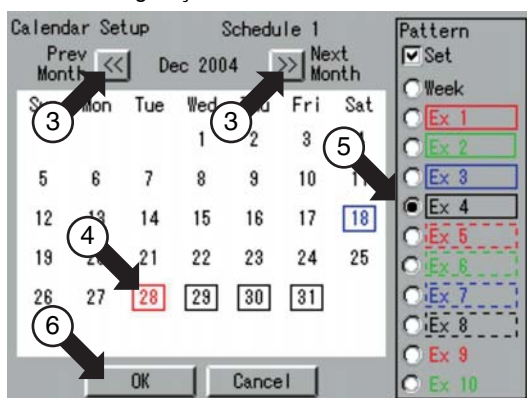 Calendar Setup Schedule 1
Prev Month << Dec 2004 >> Next Month
3 3
Mon Tue Wed Fri Sat
1 2 3
5 6 7 8 9 10 11
12 13 14 15 16 17 18
19 21 22 23 24 25
26 27 28 29 30 31
4
6
OK Cancel
5
Pattern
Set
Week
Ex 1
Ex 2
Ex 3
Ex 4
Ex 5
Ex 6
Ex 7
Ex 8
Ex 9
Ex 10